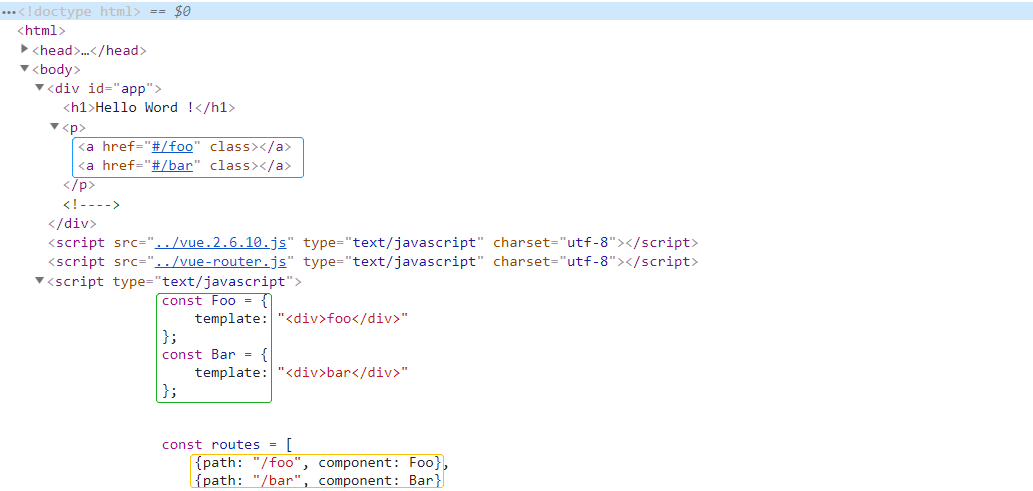 •••<!doctype html> == $0
<html>
▶<head>…</head>
▼<body>
▼<div id="app">
<h1>Hello Word !</h1>
▼<p>
<a href="#/foo" class></a>
<a href="#/bar" class></a>
</p>
<!---->
</div>
<script src="../vue.2.6.10.js" type="text/javascript" charset="utf-8"></script>
<script src="../vue-router.js" type="text/javascript" charset="utf-8"></script>
▼<script type="text/javascript">
const Foo = {
template: "<div>foo</div>"
};
const Bar = {
template: "<div>bar</div>"
};
const routes = [
{path: "/foo", component: Foo},
{path: "/bar", component: Bar}